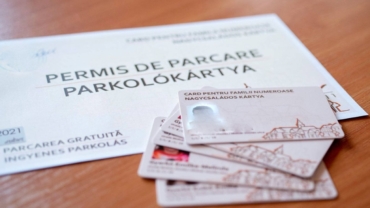 CARD PENTRU FAMILII NUMEROASE
NAGYCSALÁDOS KÁRTYA
PERMIS DE PARCARE
PARKOLÓKÁRTYA
2021
PARCAREA GRATUITĂ
INGYENES PARKOLÁS
CARD PENTRU FAMILII NUMEROASE
NAGYCSALÁDOS KÁRTYA